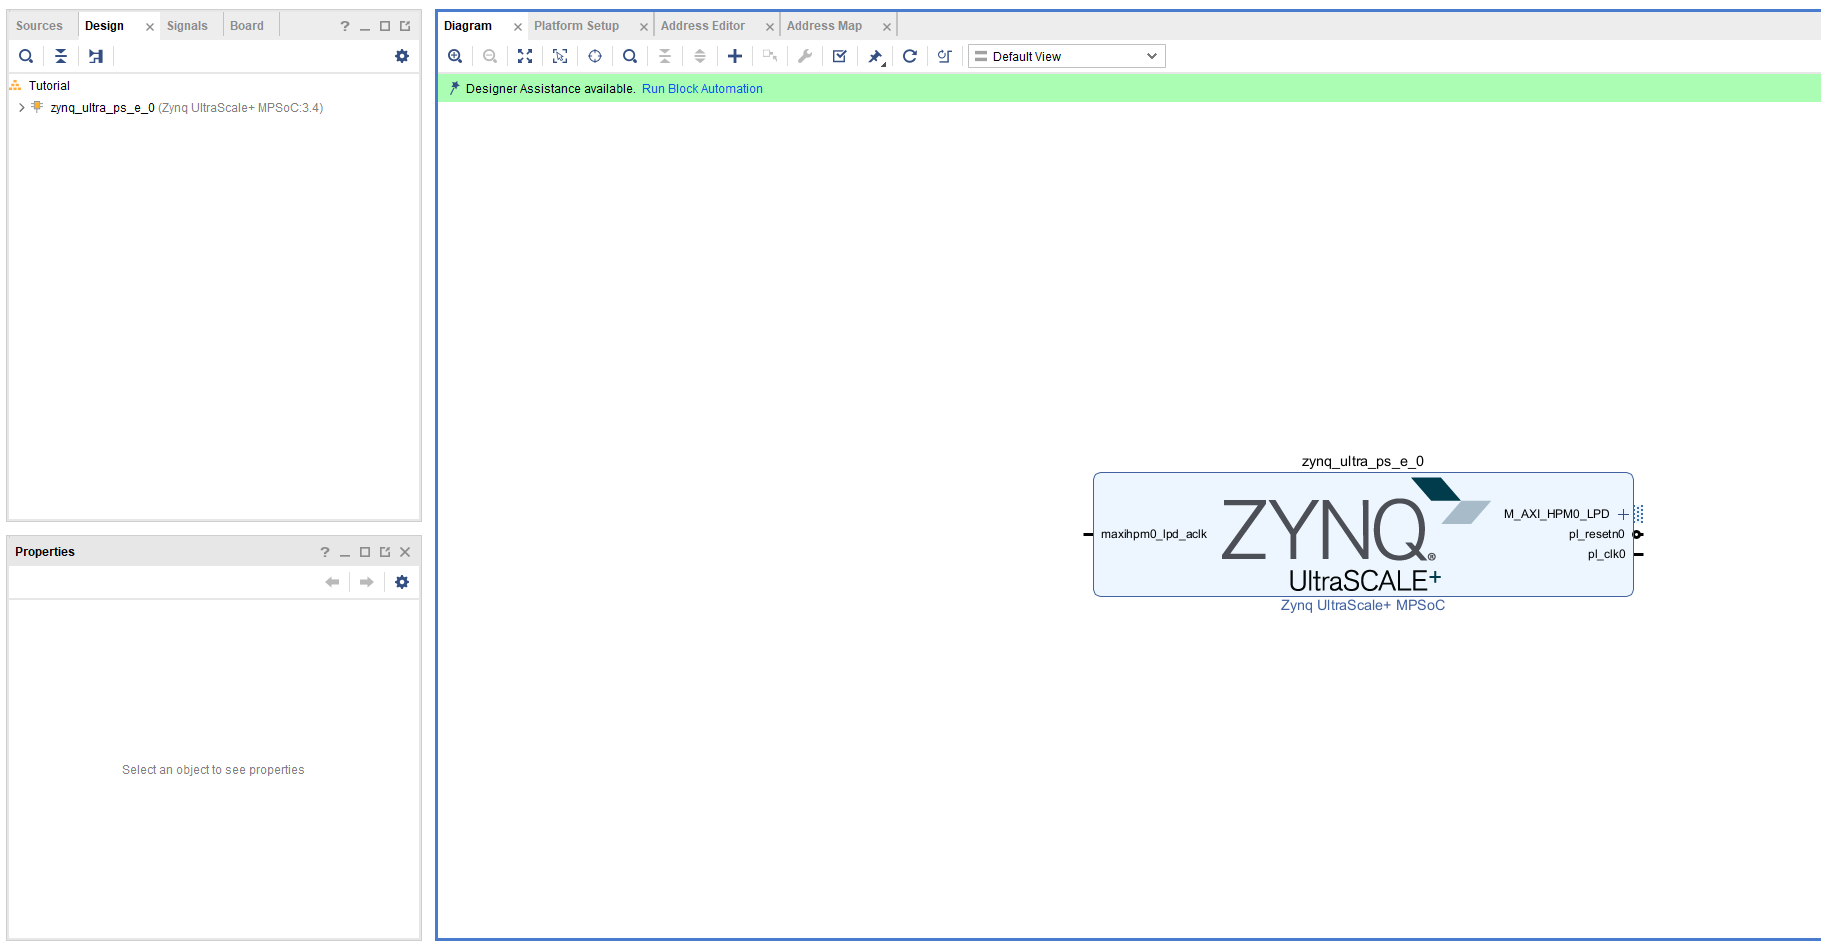 Sources Design Signals Board
Tutorial
zynq_ultra_ps_e_0 (Zynq UltraScale+ MPSoC:3.4)
Properties
Select an object to see properties
Diagram Platform Setup Address Editor Address Map
Default View
Designer Assistance available. Run Block Automation
zynq_ultra_ps_e_0
maxihpm0_lpd_aclk
ZYNQ®
UltraSCALE+
M_AXI_HPM0_LPD
pl_resetn0
pl_clk0
Zynq UltraScale+ MPSoC